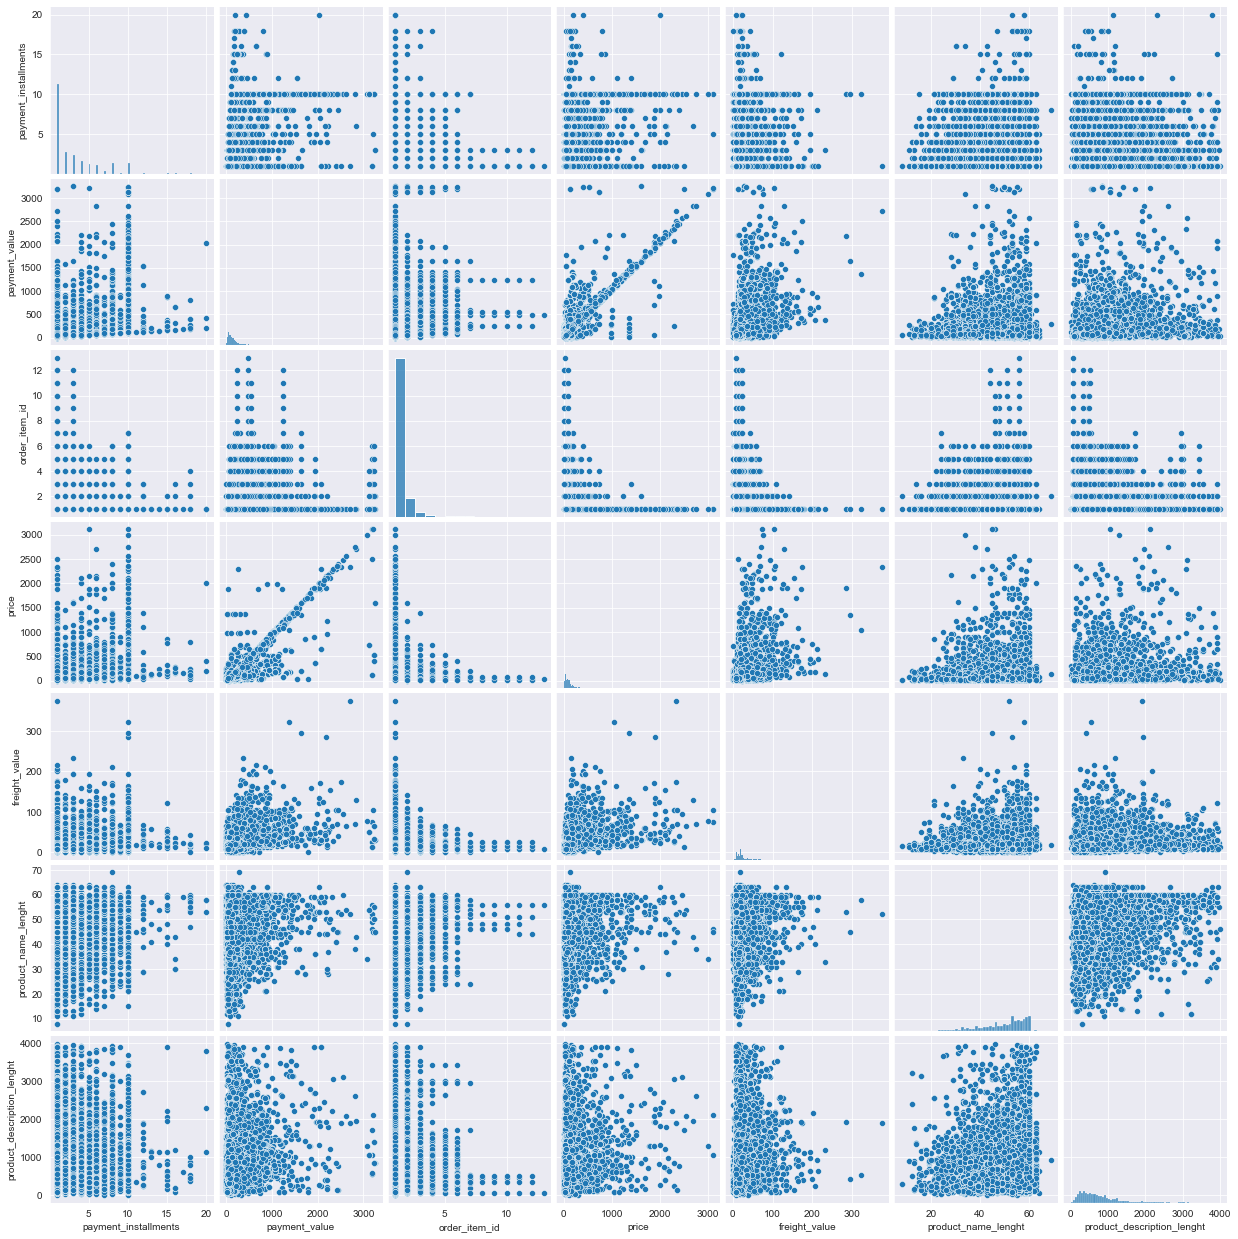 payment_installments
20
15
10
5
payment_value
3000
2500
2000
1500
1000
500
0
order_item_id
12
10
8
6
4
2
price
3000
2500
2000
1500
1000
500
0
freight_value
300
200
100
0
product_name_lenght
70
60
50
40
30
20
10
product_description_lenght
4000
3000
2000
1000
0
5 10 15 20
0 1000 2000 3000
5 10
0 1000 2000 3000
0 100 200 300
20 40 60
0 1000 2000 3000 4000
payment_installments payment_value order_item_id price freight_value product_name_lenght product_description_lenght